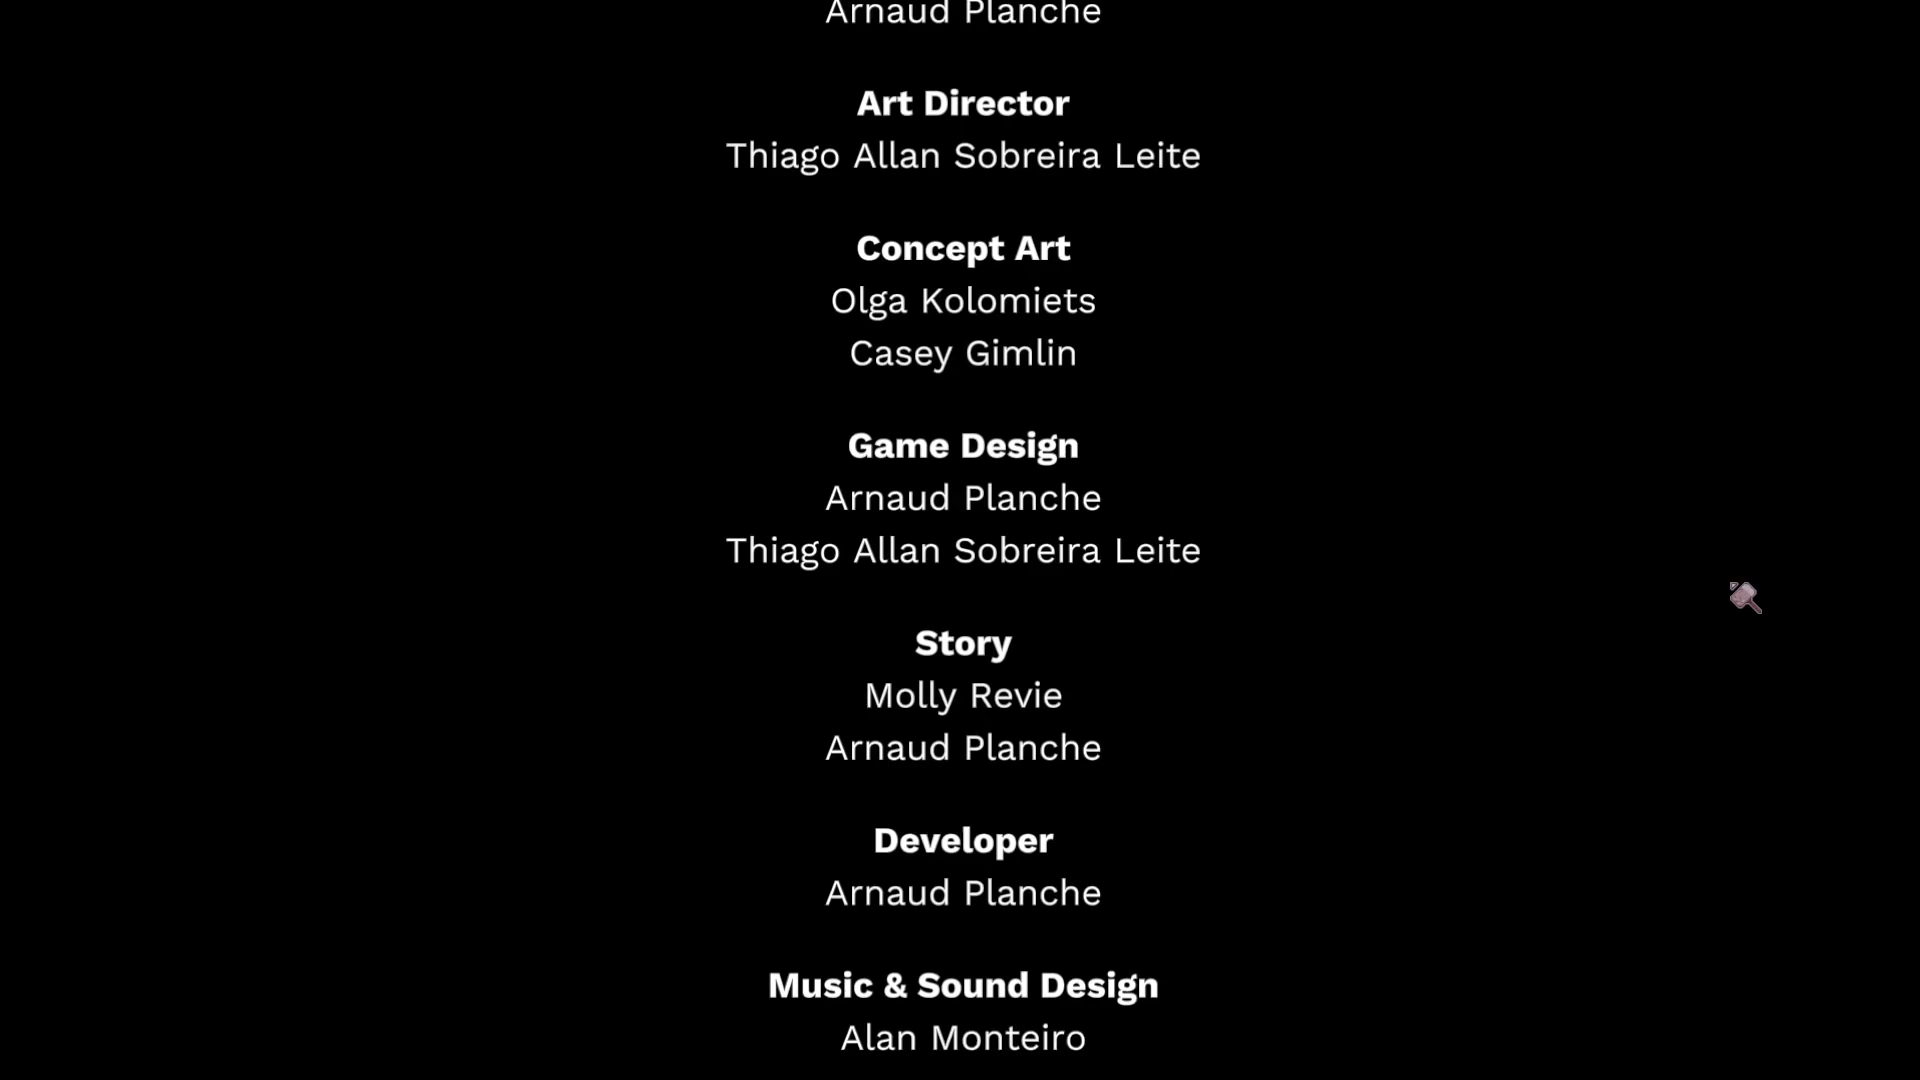 Arnaud Planche
Art Director
Thiago Allan Sobreira Leite
Concept Art
Olga Kolomiets
Casey Gimlin
Game Design
Arnaud Planche
Thiago Allan Sobreira Leite
Story
Molly Revie
Arnaud Planche
Developer
Arnaud Planche
Music & Sound Design
Alan Monteiro